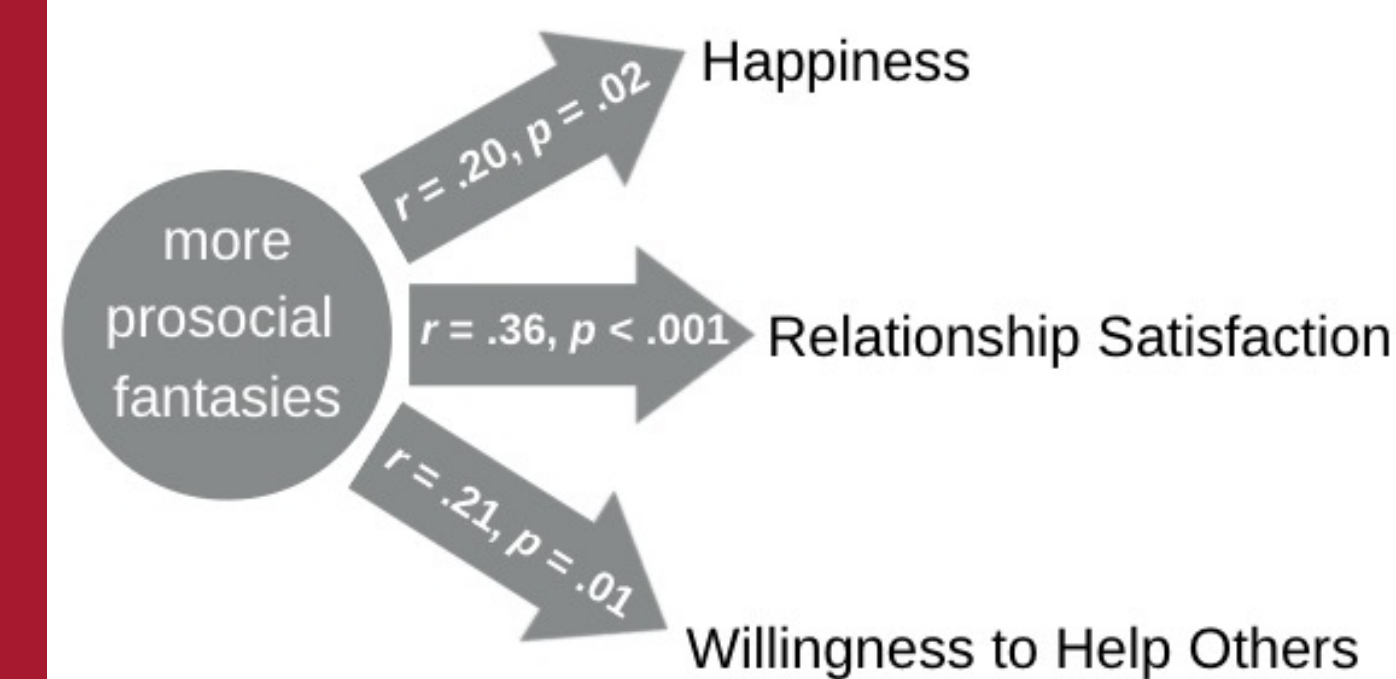 more
prosocial
fantasies
r = .20, p = .02
Happiness
r = .36, p < .001
Relationship Satisfaction
r = .21, p = .01
Willingness to Help Others